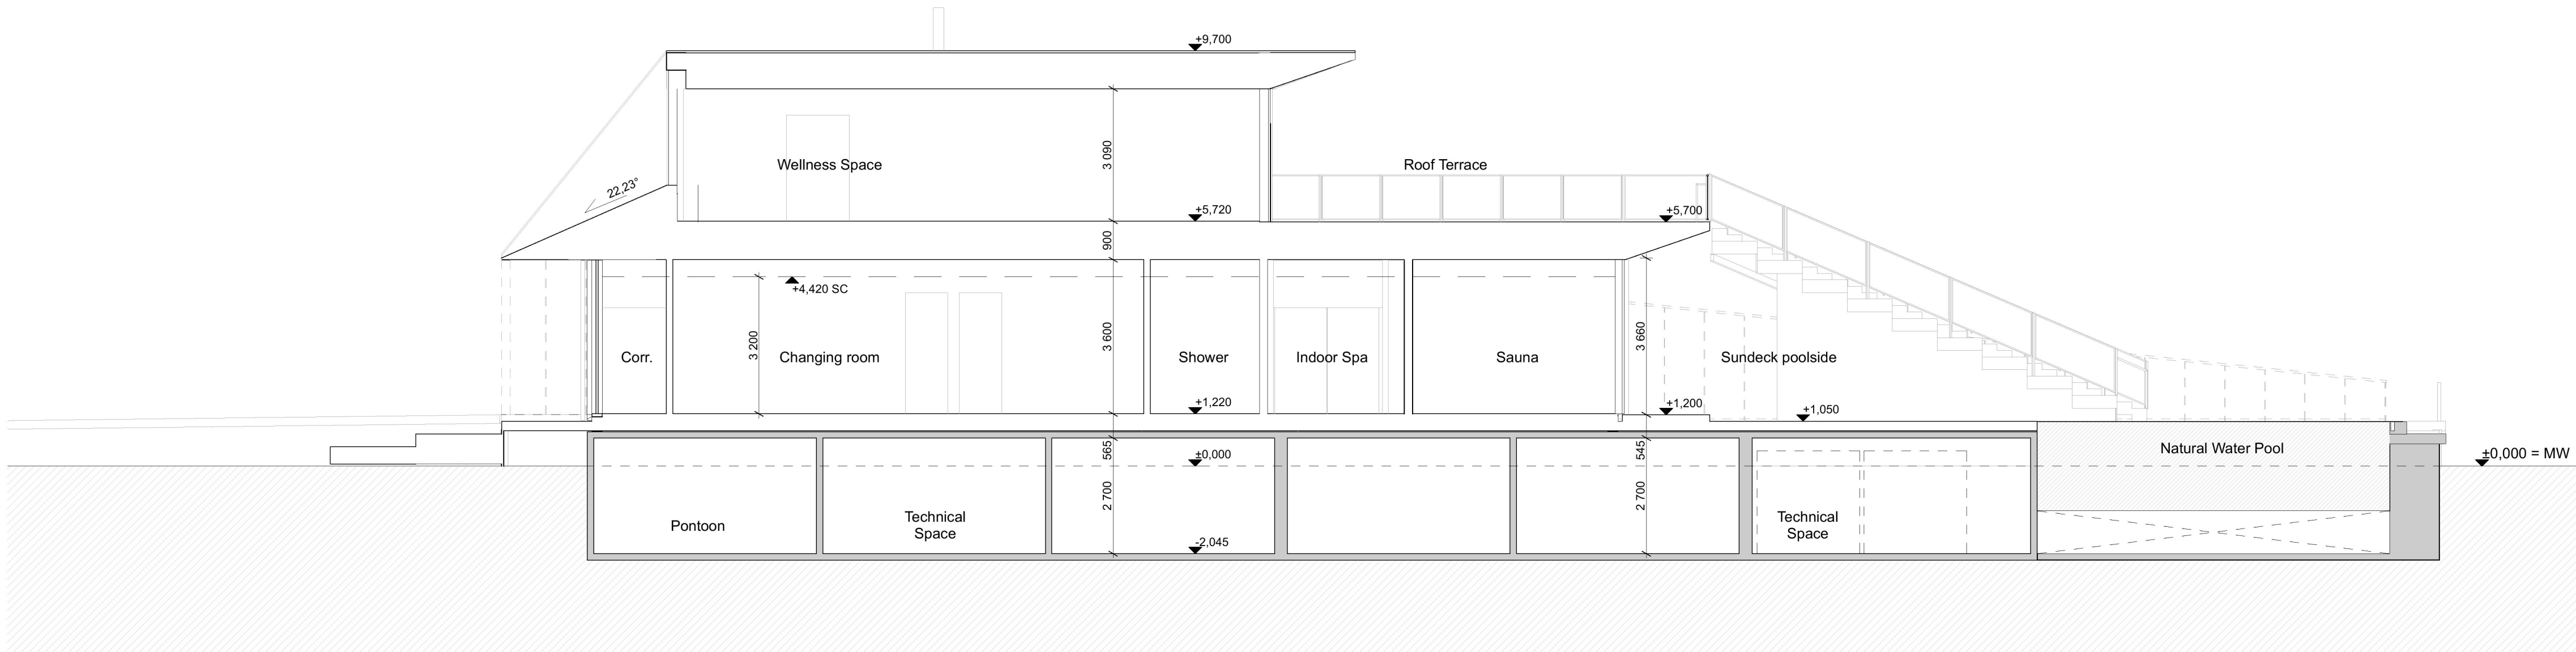 +9,700
3 090
Wellness Space
Roof Terrace
22,23°
+5,720
+5,700
900
+4,420 SC
3 200
3 600
3 660
Corr.
Changing room
Shower
Indoor Spa
Sauna
Sundeck poolside
+1,220
+1,200
+1,050
565
545
±0,000
Natural Water Pool
±0,000 = MW
2 700
2 700
Pontoon
Technical
Space
Technical
Space
-2,045